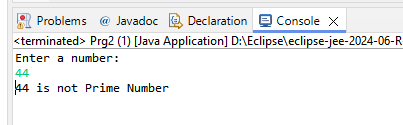 Problems @ Javadoc Declaration Console ×
<terminated> Prg2 (1) [Java Application] D:\Eclipse\eclipse-jee-2024-06-R
Enter a number:
44
44 is not Prime Number